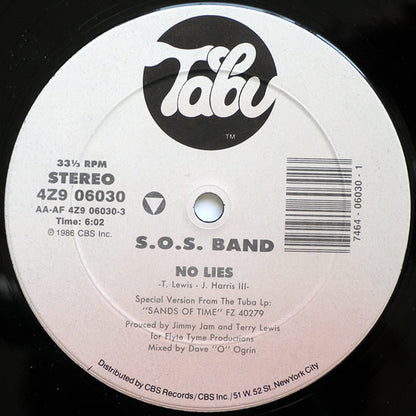 Tabu
TM
33⅓ RPM
STEREO
4Z9 06030
AA-AF 4Z9 06030-3
Time: 6:02
℗ 1986 CBS Inc.
7464 - 06030 - 1
S.O.S. BAND
NO LIES
-T. Lewis - J. Harris III-
Special Version From The Tuba Lp:
"SANDS OF TIME" FZ 40279
Prouced by Jimmy Jam and Terry Lewis
Tor Flyte Tyme Productions
Mixed by Dave "O" Ogrin
Distributed by CBS Records/CBS Inc./51 W. 52 St. New York City